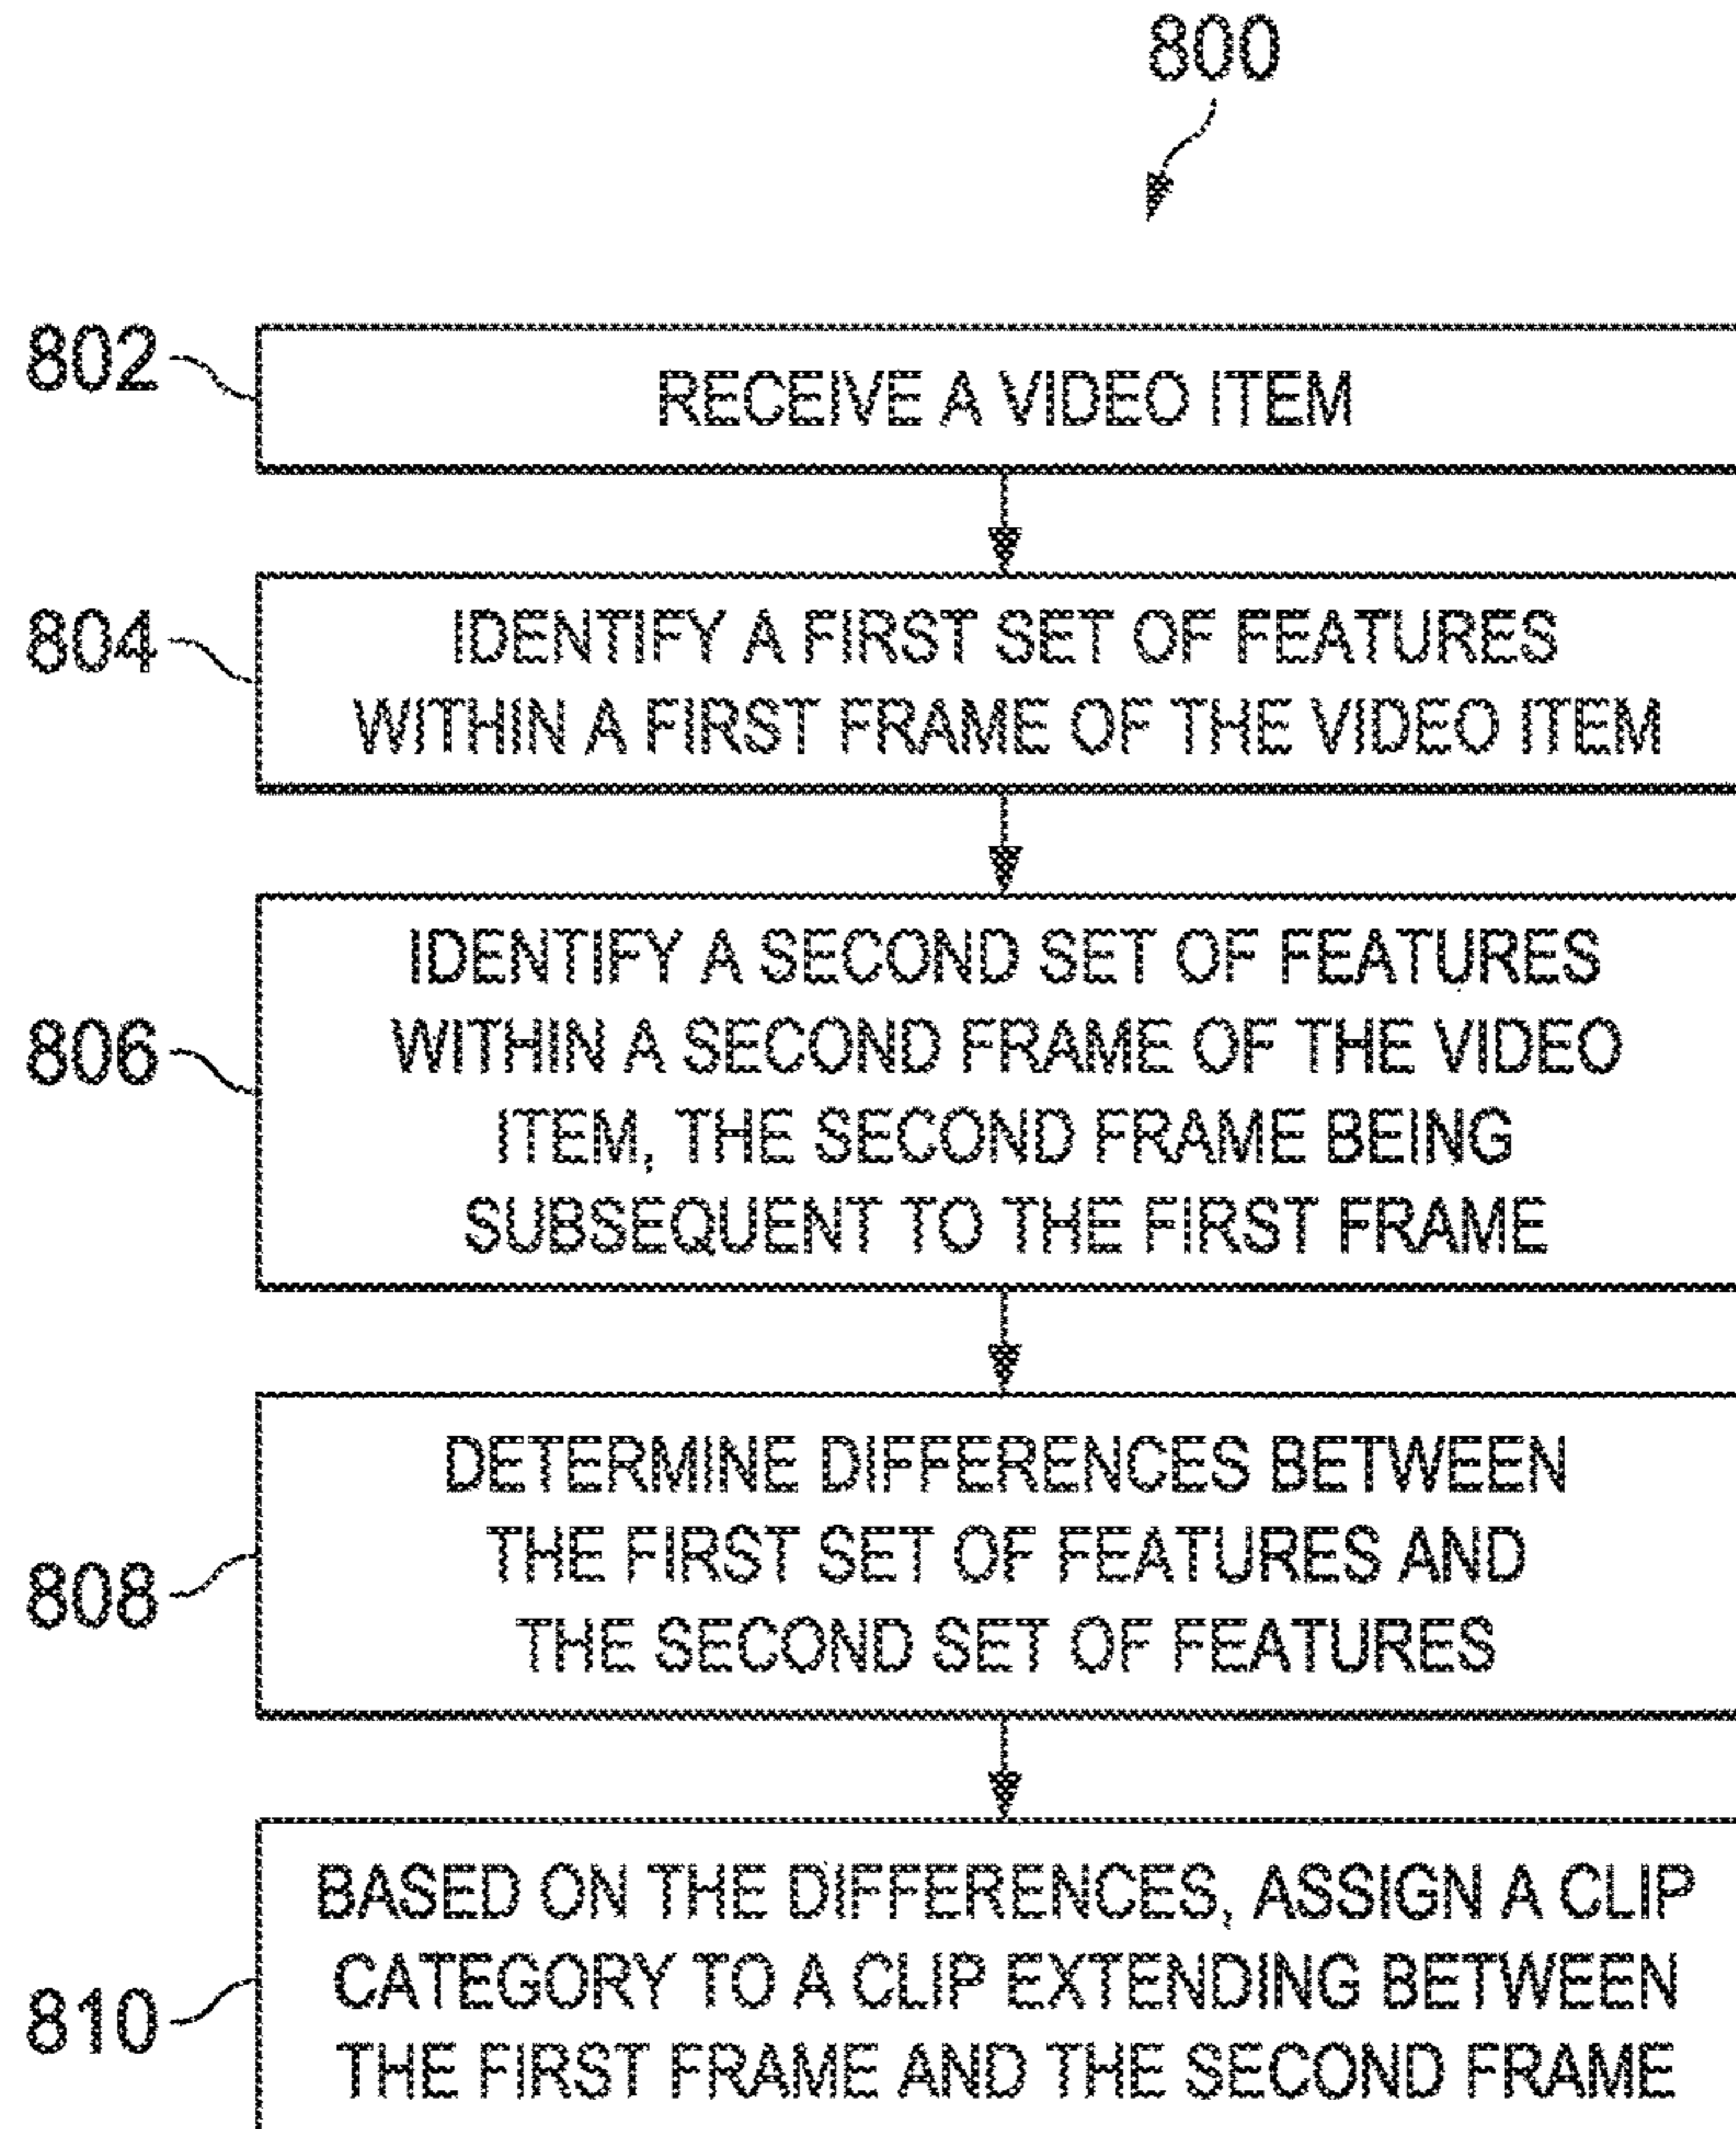 800
802
RECEIVE A VIDEO ITEM
804
IDENTIFY A FIRST SET OF FEATURES
WITHIN A FIRST FRAME OF THE VIDEO ITEM
806
IDENTIFY A SECOND SET OF FEATURES
WITHIN A SECOND FRAME OF THE VIDEO
ITEM, THE SECOND FRAME BEING
SUBSEQUENT TO THE FIRST FRAME
808
DETERMINE DIFFERENCES BETWEEN
THE FIRST SET OF FEATURES AND
THE SECOND SET OF FEATURES
810
BASED ON THE DIFFERENCES, ASSIGN A CLIP
CATEGORY TO A CLIP EXTENDING BETWEEN
THE FIRST FRAME AND THE SECOND FRAME